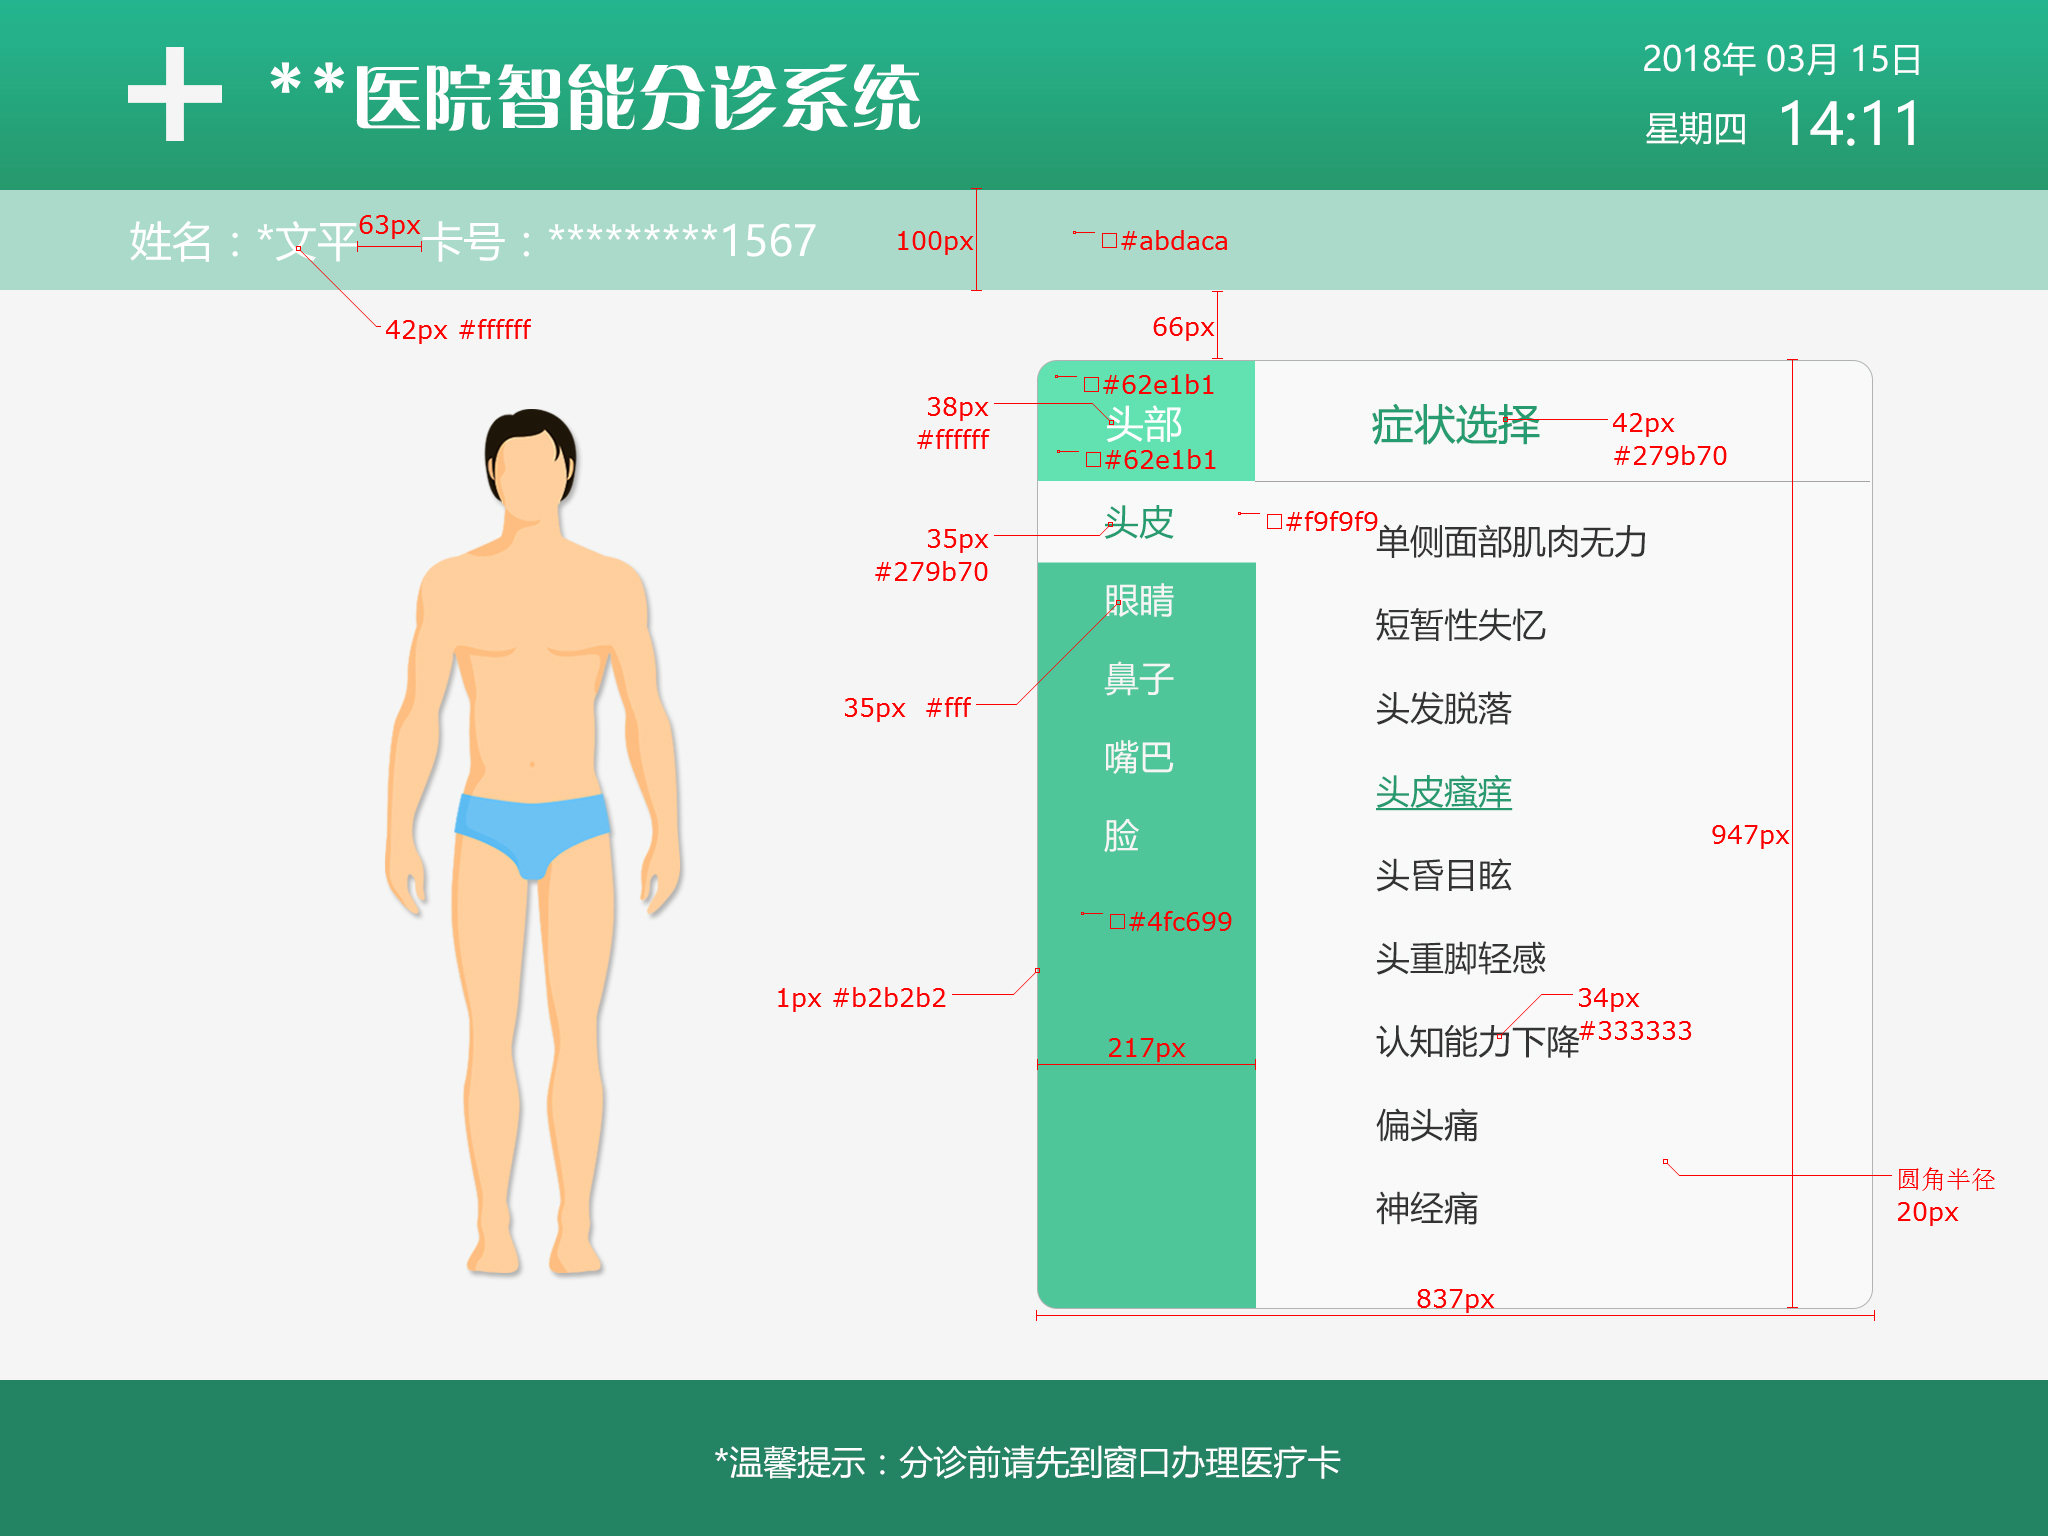 **医院智能分诊系统
2018年 03月 15日
星期四 14:11
姓名：*文平
63px
卡号：*********1567
100px
#abdaca
42px #ffffff
66px
#62e1b1
38px
#ffffff
头部
#62e1b1
症状选择
42px
#279b70
头皮
35px
#279b70
#f9f9f9
眼睛
35px #fff
鼻子
嘴巴
脸
#4fc699
1px #b2b2b2
217px
单侧面部肌肉无力
短暂性失忆
头发脱落
头皮瘙痒
947px
头昏目眩
头重脚轻感
34px
#333333
认知能力下降
偏头痛
圆角半径
20px
神经痛
837px
*温馨提示：分诊前请先到窗口办理医疗卡